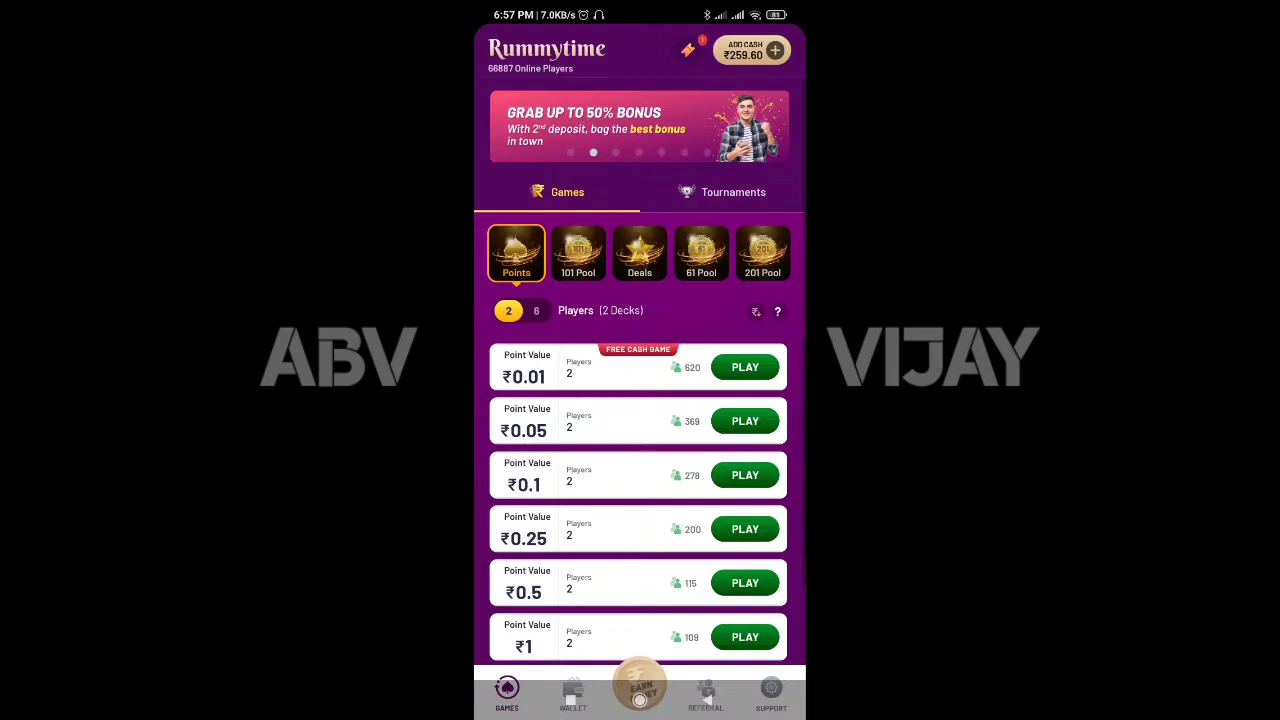 6:57 PM | 7.0KB/s
81
Rummytime
66887 Online Players
1
ADD CASH
₹259.60
GRAB UP TO 50% BONUS
With 2nd deposit, bag the best bonus
in town
Games
Tournaments
Points
101 Pool
Deals
61 Pool
201 Pool
2 6 Players (2 Decks) ?
FREE CASH GAME
Point Value
₹0.01
Players
2
620
PLAY
Point Value
₹0.05
Players
2
369
PLAY
Point Value
₹0.1
Players
2
278
PLAY
Point Value
₹0.25
Players
2
200
PLAY
Point Value
₹0.5
Players
2
115
PLAY
Point Value
₹1
Players
2
109
PLAY
EARN
MONEY
GAMES
WALLET
REFERRAL
SUPPORT
ABV
VIJAY